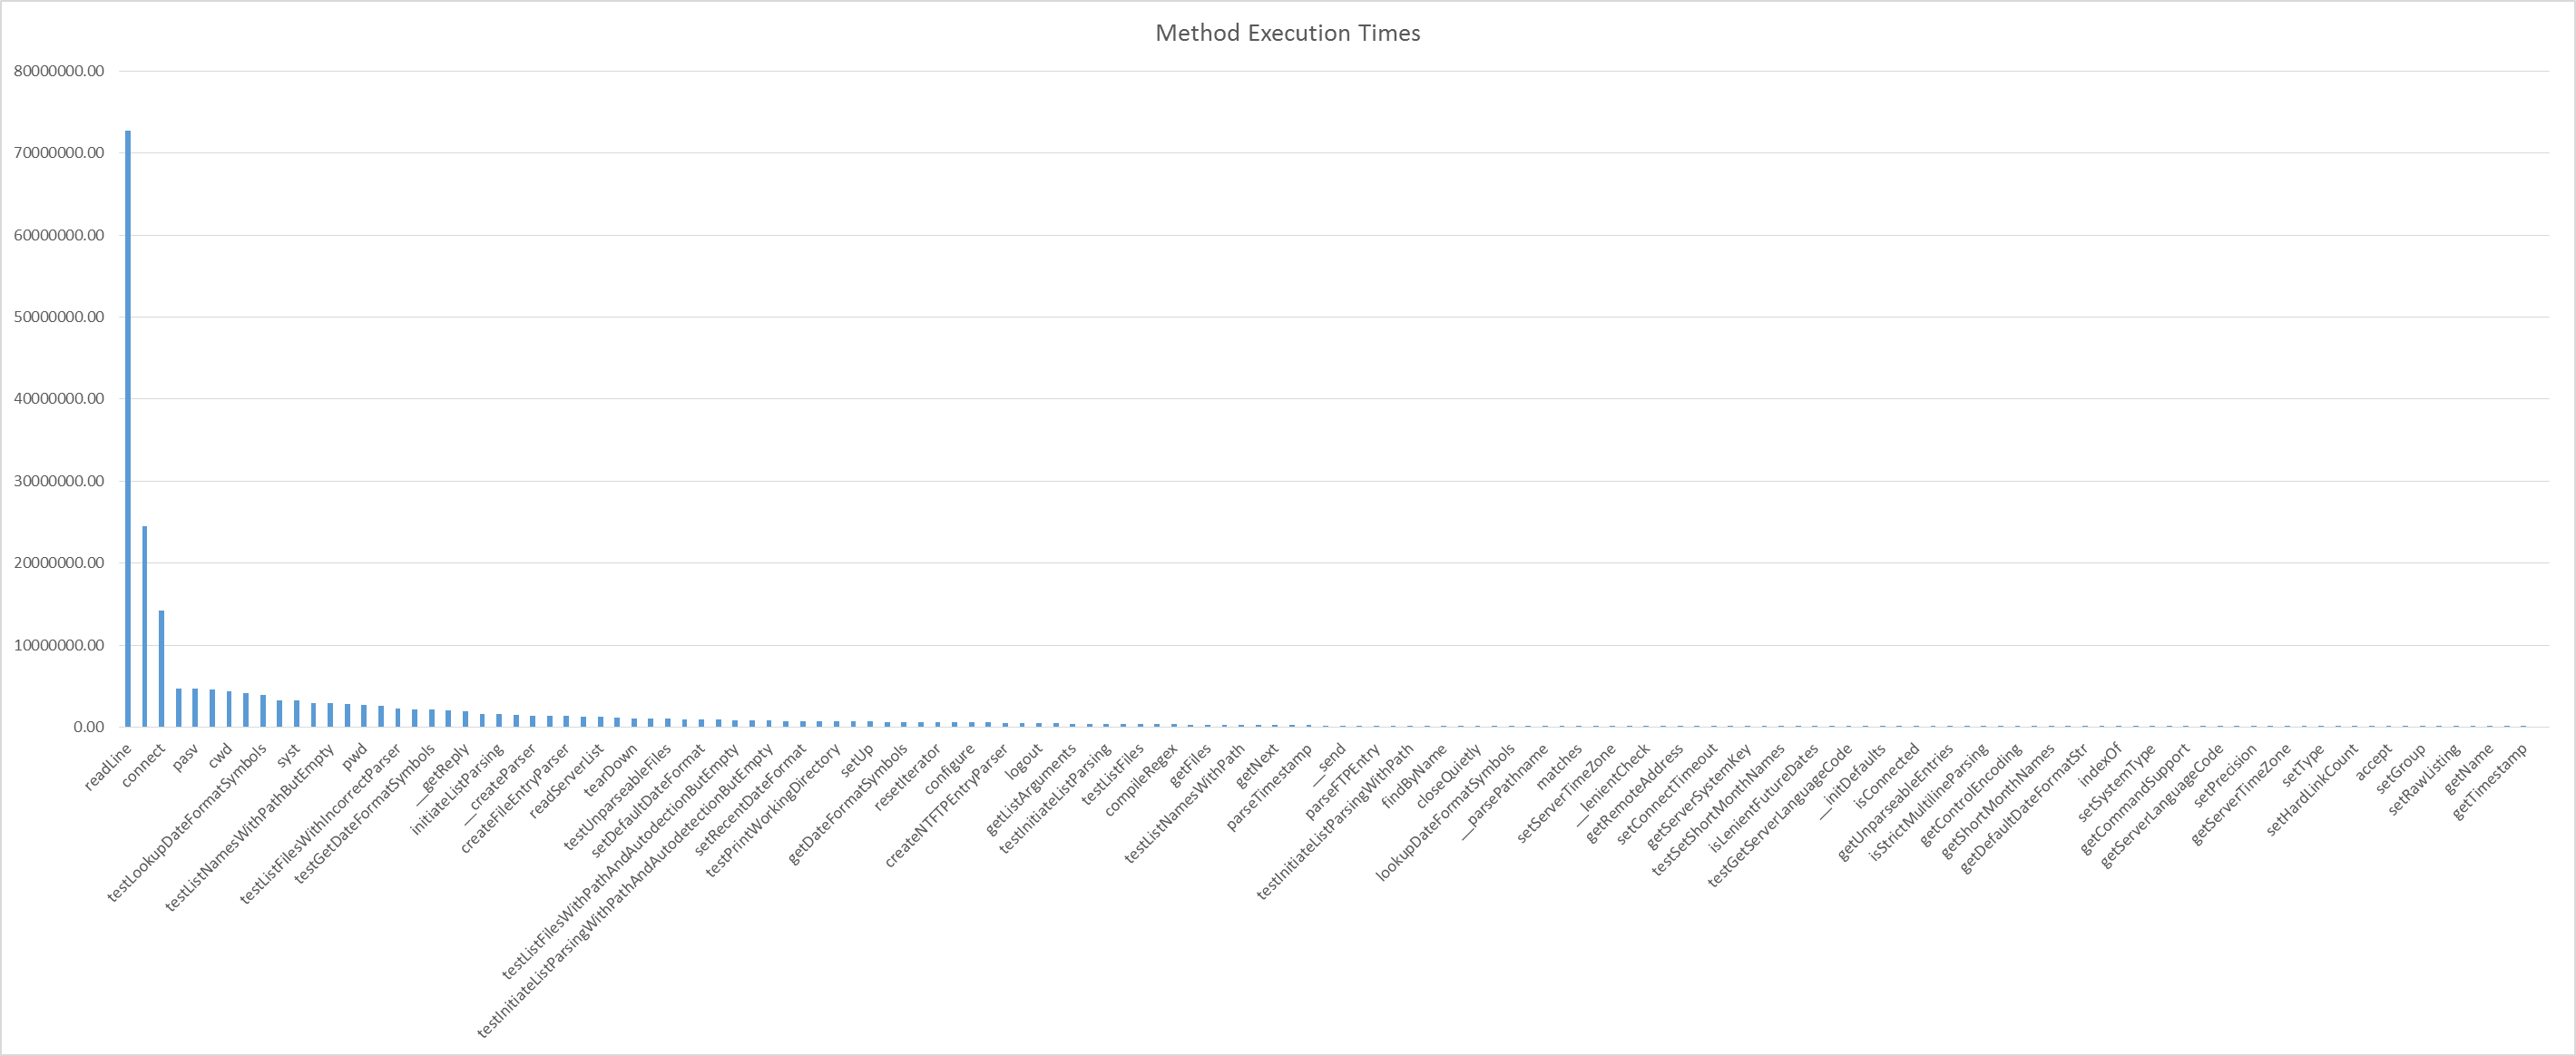 Method Execution Times
80000000.00
70000000.00
60000000.00
50000000.00
40000000.00
30000000.00
20000000.00
10000000.00
0.00
readLine
connect
pasv
cwd
testLookupDateFormatSymbols
syst
testListNamesWithPathButEmpty
pwd
testListFilesWithIncorrectParser
testGetDateFormatSymbols
__getReply
initiateListParsing
__createParser
createFileEntryParser
readServerList
tearDown
testUnparseableFiles
setDefaultDateFormat
testListFilesWithPathAndAutodectionButEmpty
testInitiateListParsingWithPathAndAutodetectionButEmpty
setRecentDateFormat
testPrintWorkingDirectory
setUp
getDateFormatSymbols
resetIterator
configure
createNTFTPEntryParser
logout
getListArguments
testInitiateListParsing
testListFiles
compileRegex
getFiles
testListNamesWithPath
getNext
parseTimestamp
__send
parseFTPEntry
testInitiateListParsingWithPath
findByName
closeQuietly
lookupDateFormatSymbols
__parsePathname
matches
setServerTimeZone
__lenientCheck
getRemoteAddress
setConnectTimeout
getServerSystemKey
testSetShortMonthNames
isLenientFutureDates
testGetServerLanguageCode
__initDefaults
isConnected
getUnparseableEntries
isStrictMultilineParsing
getControlEncoding
getShortMonthNames
getDefaultDateFormatStr
indexOf
setSystemType
getCommandSupport
getServerLanguageCode
setPrecision
getServerTimeZone
setType
setHardLinkCount
accept
setGroup
setRawListing
getName
getTimestamp